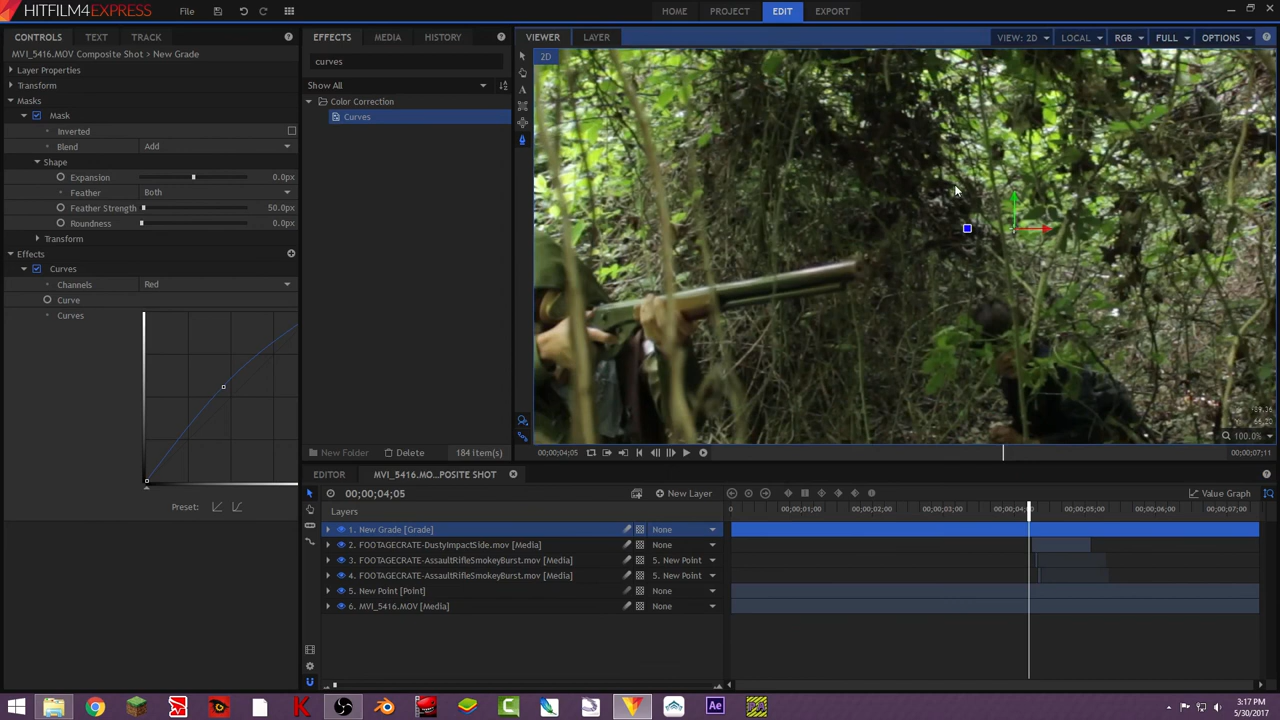 HITFILM4EXPRESS
File
HOME
PROJECT
EDIT
EXPORT
CONTROLS
TEXT
TRACK
MVI_5416.MOV Composite Shot > New Grade
Layer Properties
Transform
Masks
Mask
Inverted
Blend
Add
Shape
Expansion
0.0px
Feather
Both
Feather Strength
50.0px
Roundness
0.0px
Transform
Effects
Curves
Channels
Red
Curve
Curves
Preset:
EFFECTS
MEDIA
HISTORY
curves
Show All
Color Correction
Curves
New Folder
Delete
184 item(s)
VIEWER
LAYER
VIEW: 2D
LOCAL
RGB
FULL
OPTIONS
2D
100.0%
00;00;04;05
00;00;07;11
EDITOR
MVI_5416.MO...POSITE SHOT
00;00;04;05
New Layer
Value Graph
Layers
0
00;00;01;00
00;00;02;00
00;00;03;00
00;00;04;00
00;00;05;00
00;00;06;00
00;00;07;00
1. New Grade [Grade]
None
2. FOOTAGECRATE-DustyImpactSide.mov [Media]
None
3. FOOTAGECRATE-AssaultRifleSmokeyBurst.mov [Media]
5. New Point
4. FOOTAGECRATE-AssaultRifleSmokeyBurst.mov [Media]
5. New Point
5. New Point [Point]
None
6. MVI_5416.MOV [Media]
None
Ae
3:17 PM
5/30/2017